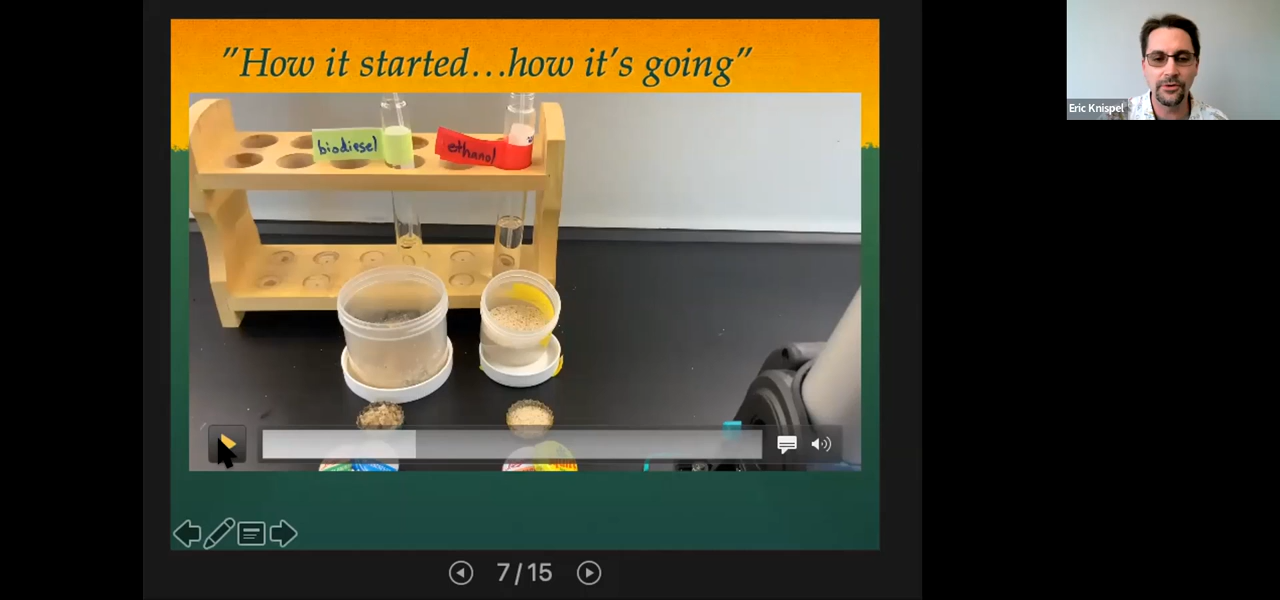 "How it started...how it's going"
biodiesel
ethanol
Eric Knispel
7/15